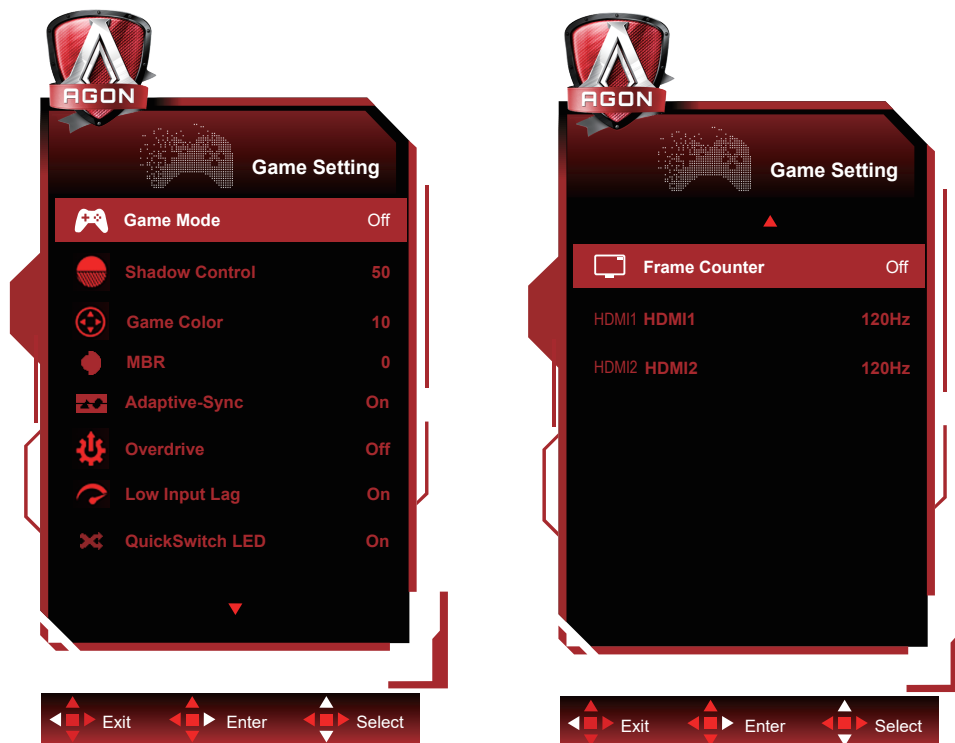 AGON
Game Setting
Game Mode Off
Shadow Control 50
Game Color 10
MBR 0
Adaptive-Sync On
Overdrive Off
Low Input Lag On
QuickSwitch LED On
Exit Enter Select
AGON
Game Setting
Frame Counter Off
HDMI1 HDMI1 120Hz
HDMI2 HDMI2 120Hz
Exit Enter Select